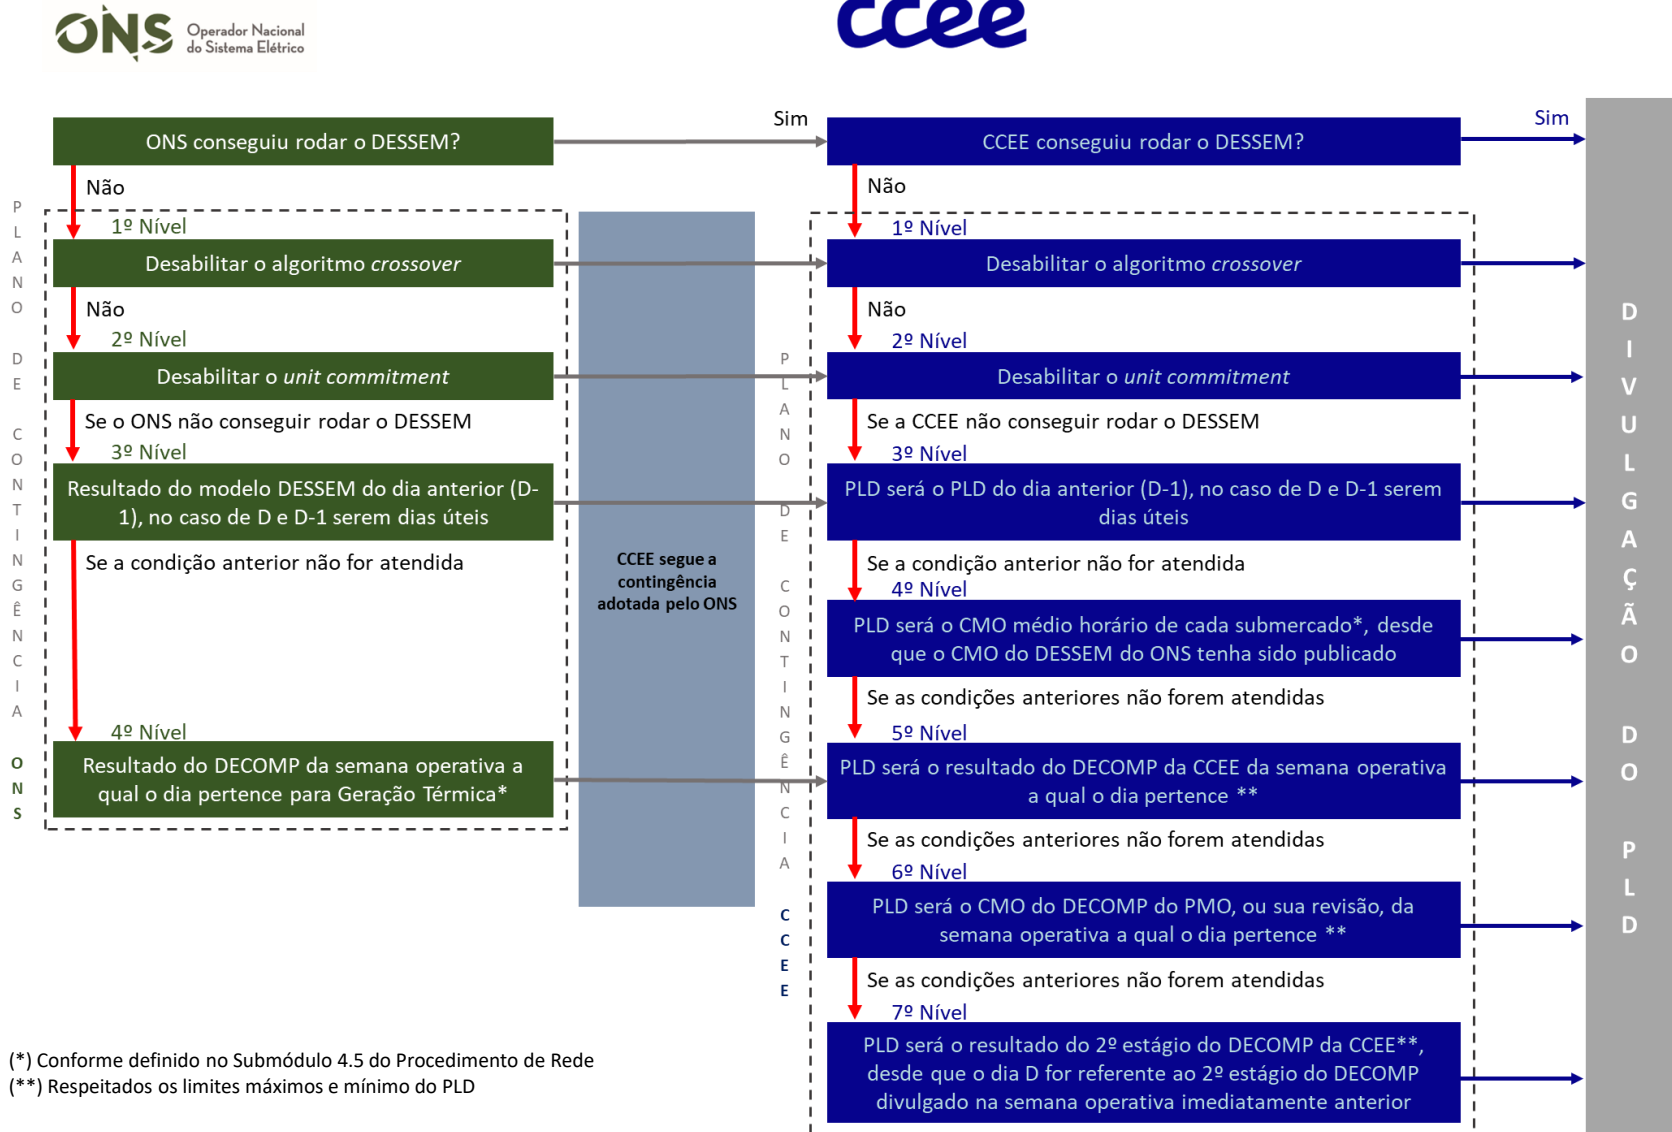 ONS Operador Nacional
do Sistema Elétrico
ccee
Sim
Sim
ONS conseguiu rodar o DESSEM?
CCEE conseguiu rodar o DESSEM?
Não
Não
PLANO DE CONTINGÊNCIA ONS
1º Nível
1º Nível
Desabilitar o algoritmo crossover
Desabilitar o algoritmo crossover
Não
Não
2º Nível
2º Nível
Desabilitar o unit commitment
Desabilitar o unit commitment
Se o ONS não conseguir rodar o DESSEM
Se a CCEE não conseguir rodar o DESSEM
3º Nível
3º Nível
Resultado do modelo DESSEM do dia anterior (D-
1), no caso de D e D-1 serem dias úteis
PLD será o PLD do dia anterior (D-1), no caso de D e D-1 serem
dias úteis
Se a condição anterior não for atendida
Se a condição anterior não for atendida
CCEE segue a
contingência
adotada pelo ONS
PLANO DE CONTINGÊNCIA CCEE
4º Nível
PLD será o CMO médio horário de cada submercado*, desde
que o CMO do DESSEM do ONS tenha sido publicado
Se as condições anteriores não forem atendidas
4º Nível
5º Nível
Resultado do DECOMP da semana operativa a
qual o dia pertence para Geração Térmica*
PLD será o resultado do DECOMP da CCEE da semana operativa
a qual o dia pertence **
Se as condições anteriores não forem atendidas
6º Nível
PLD será o CMO do DECOMP do PMO, ou sua revisão, da
semana operativa a qual o dia pertence **
Se as condições anteriores não forem atendidas
7º Nível
PLD será o resultado do 2º estágio do DECOMP da CCEE**,
desde que o dia D for referente ao 2º estágio do DECOMP
divulgado na semana operativa imediatamente anterior
DIVULGAÇÃO DO PLD
(*) Conforme definido no Submódulo 4.5 do Procedimento de Rede
(**) Respeitados os limites máximos e mínimo do PLD